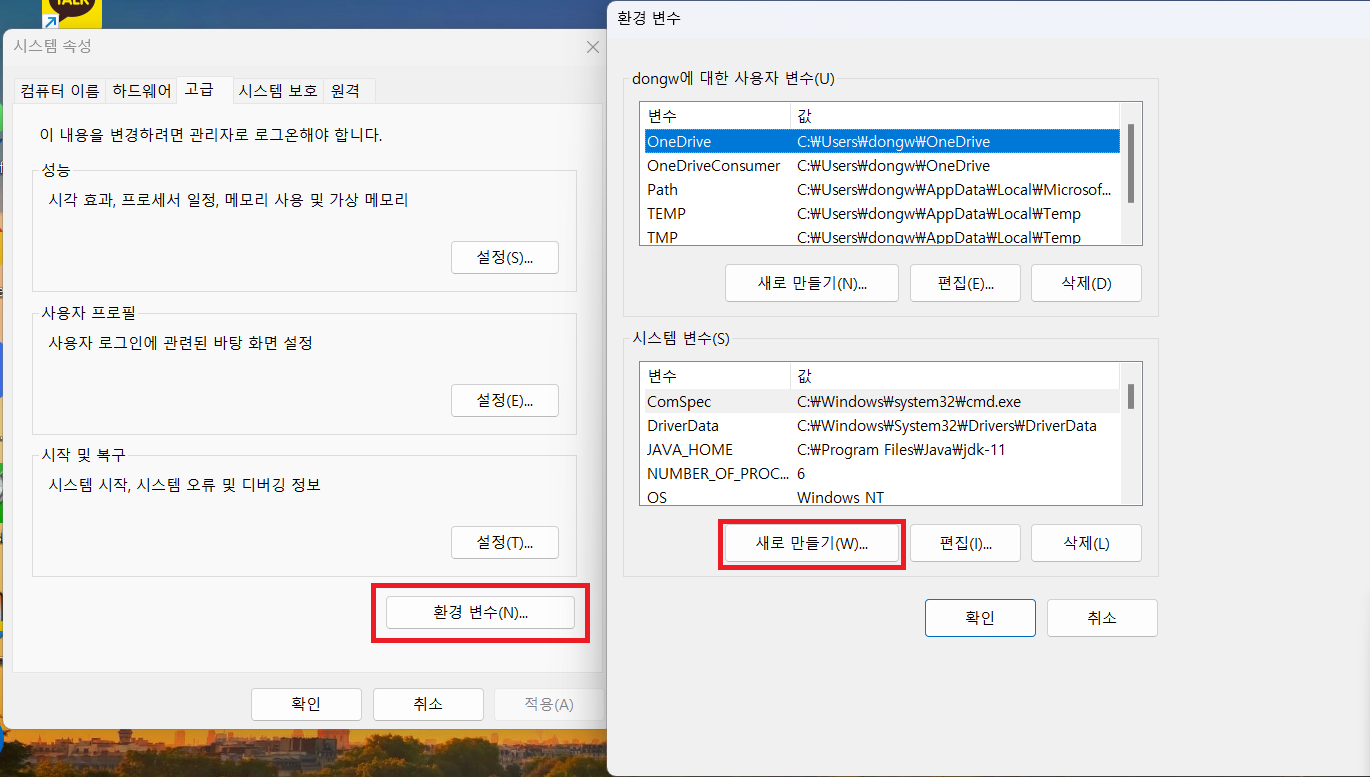 TALK
시스템 속성
컴퓨터 이름
하드웨어
고급
시스템 보호
원격
이 내용을 변경하려면 관리자로 로그온해야 합니다.
성능
시각 효과, 프로세서 일정, 메모리 사용 및 가상 메모리
설정(S)...
사용자 프로필
사용자 로그인에 관련된 바탕 화면 설정
설정(E)...
시작 및 복구
시스템 시작, 시스템 오류 및 디버깅 정보
설정(T)...
환경 변수(N)...
확인
취소
적용(A)
환경 변수
dongw에 대한 사용자 변수(U)
변수 값
OneDrive C:₩Users₩dongw₩OneDrive
OneDriveConsumer C:₩Users₩dongw₩OneDrive
Path C:₩Users₩dongw₩AppData₩Local₩Microsof...
TEMP C:₩Users₩dongw₩AppData₩Local₩Temp
TMP C:₩Users₩dongw₩AppData₩Local₩Temp
새로 만들기(N)...
편집(E)...
삭제(D)
시스템 변수(S)
변수 값
ComSpec C:₩Windows₩system32₩cmd.exe
DriverData C:₩Windows₩System32₩Drivers₩DriverData
JAVA_HOME C:₩Program Files₩Java₩jdk-11
NUMBER_OF_PROC... 6
OS Windows NT
새로 만들기(W)...
편집(I)...
삭제(L)
확인
취소